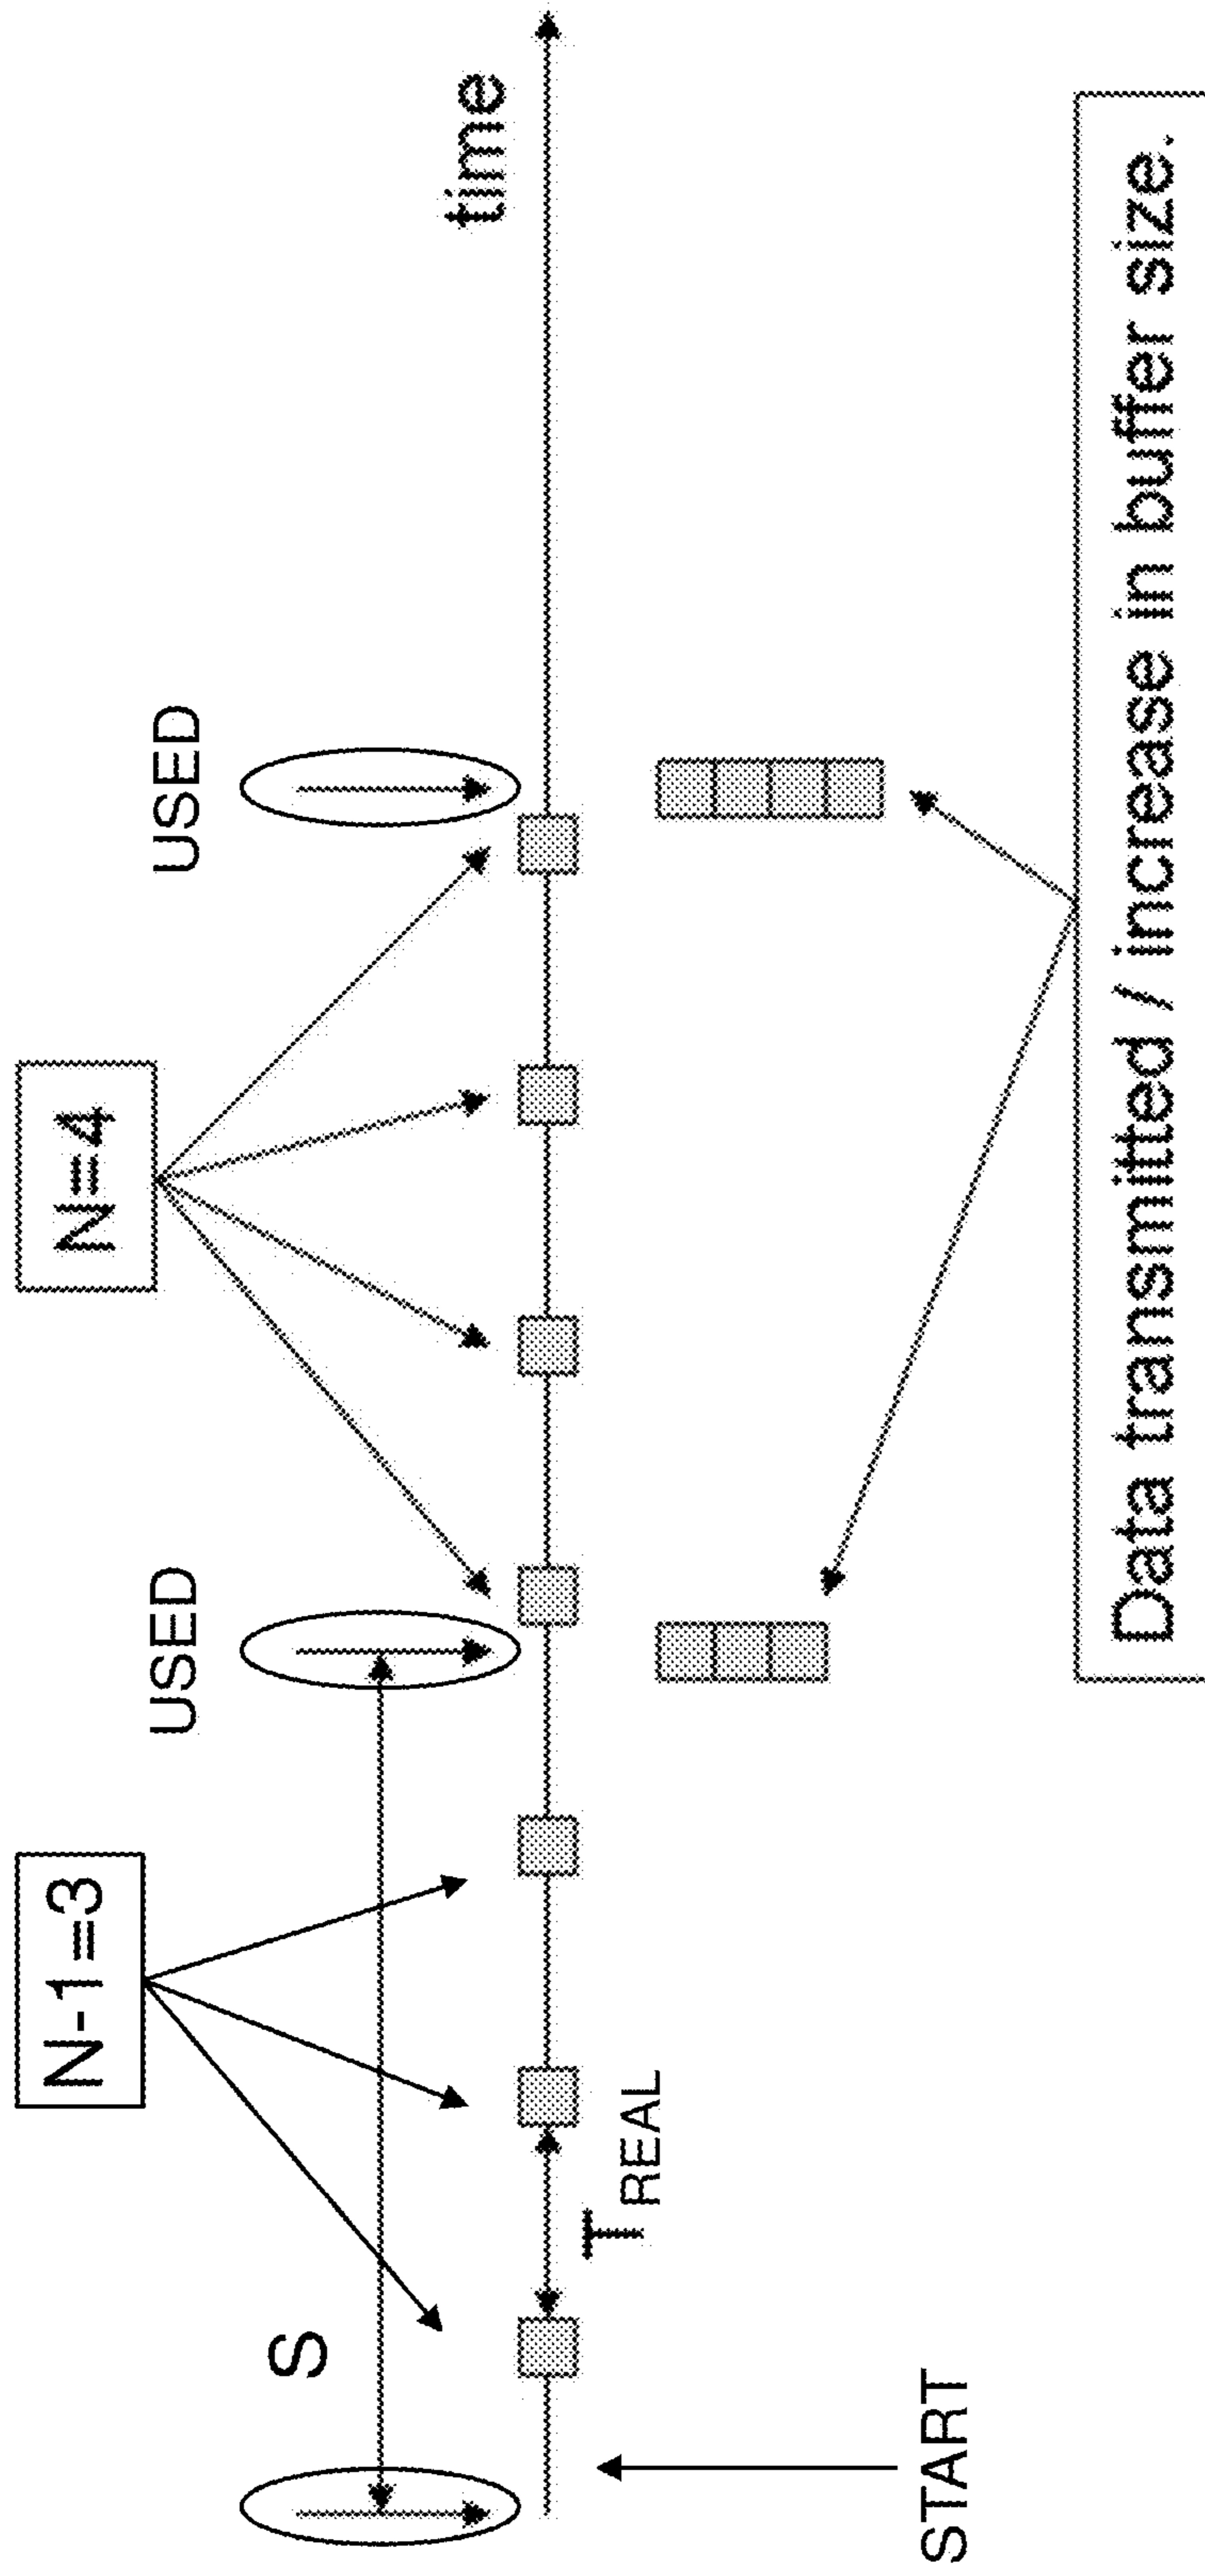 N-1=3
N=4
USED
USED
S
time
T REAL
START
Data transmitted / increase in buffer size.